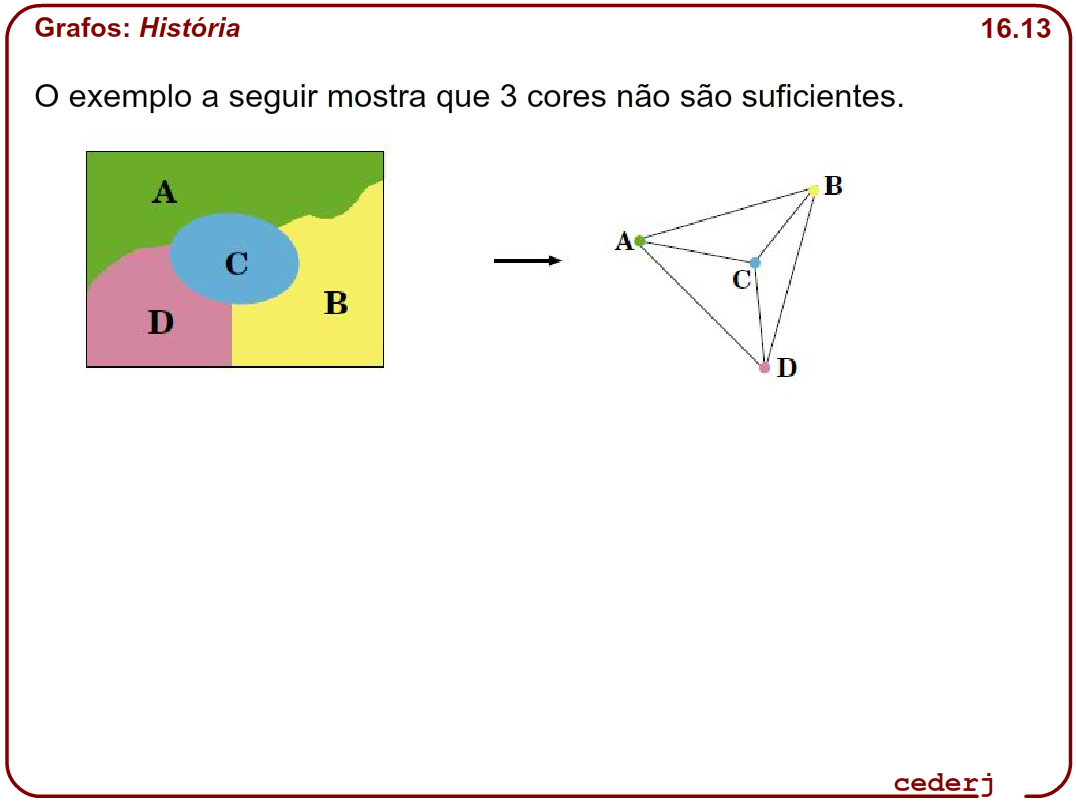 Grafos: História 16.13
O exemplo a seguir mostra que 3 cores não são suficientes.
A
C
B
D
B
A
C
D
cederj